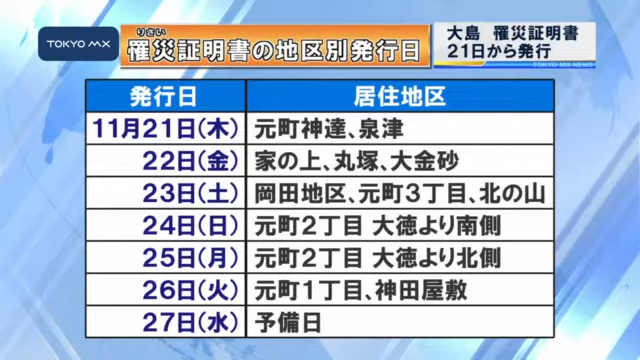 TOKYO MX
りさい
罹災証明書の地区別発行日
大島 罹災証明書
21日から発行
TOKYO MX NEWS
発行日 居住地区
11月21日(木) 元町神達、泉津
22日(金) 家の上、丸塚、大金砂
23日(土) 岡田地区、元町3丁目、北の山
24日(日) 元町2丁目 大徳より南側
25日(月) 元町2丁目 大徳より北側
26日(火) 元町1丁目、神田屋敷
27日(水) 予備日